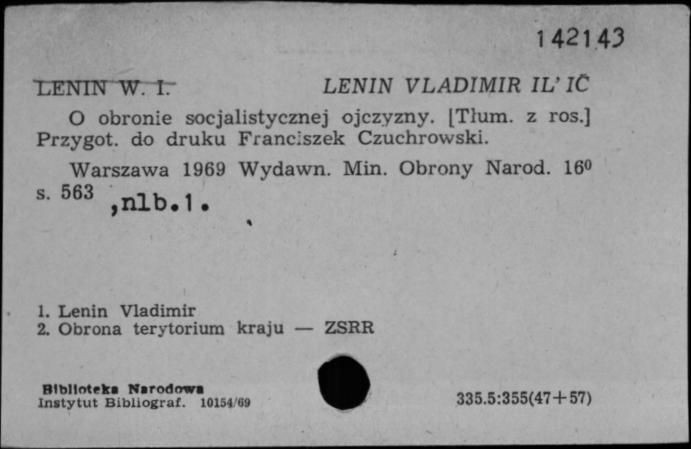 142143
LENIN W. I. LENIN VLADIMIR IL' IČ
O obronie socjalistycznej ojczyzny. [Tłum. z ros.]
Przygot. do druku Franciszek Czuchrowski.
Warszawa 1969 Wydawn. Min. Obrony Narod. 16⁰
s. 563 ,nlb.1.
1. Lenin Vladimir
2. Obrona terytorium kraju — ZSRR
Biblioteka Narodowa
Instytut Bibliograf. 10154/69 335.5:355(47+57)